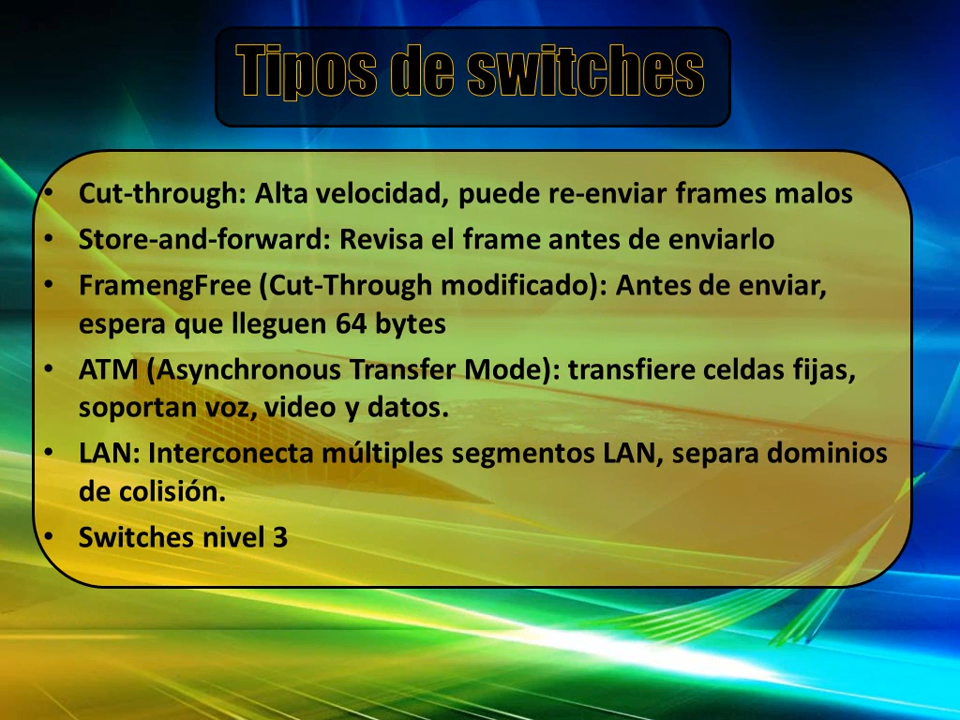 Tipos de switches
• Cut-through: Alta velocidad, puede re-enviar frames malos
• Store-and-forward: Revisa el frame antes de enviarlo
• FramengFree (Cut-Through modificado): Antes de enviar,
espera que lleguen 64 bytes
• ATM (Asynchronous Transfer Mode): transfiere celdas fijas,
soportan voz, video y datos.
• LAN: Interconecta múltiples segmentos LAN, separa dominios
de colisión.
• Switches nivel 3